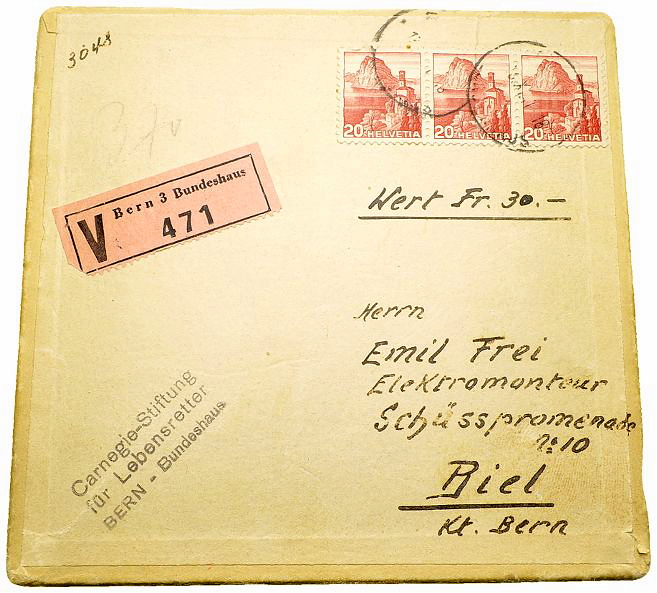 3048
20 HELVETIA
20 HELVETIA
20 HELVETIA
V Bern 3 Bundeshaus
471
Wert Fr. 30.-
Herrn
Emil Frei
Elektromonteur
Schüsspromenade
No 10
Biel
Kt. Bern
Carnegie-Stiftung
für Lebensretter
BERN - Bundeshaus